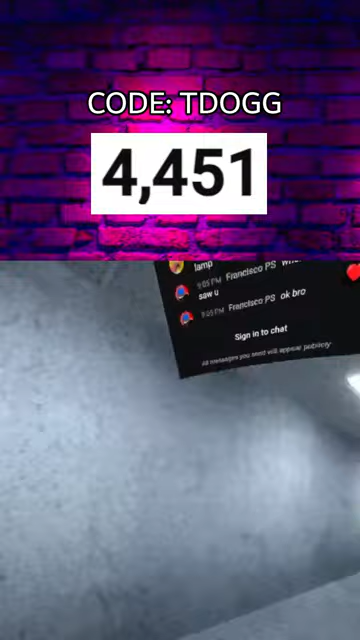 CODE: TDOGG
4,451
lamp
9:05 PM Francisco PS
saw u
9:05 PM Francisco PS ok bro
Sign in to chat
All messages you send will appear publicly